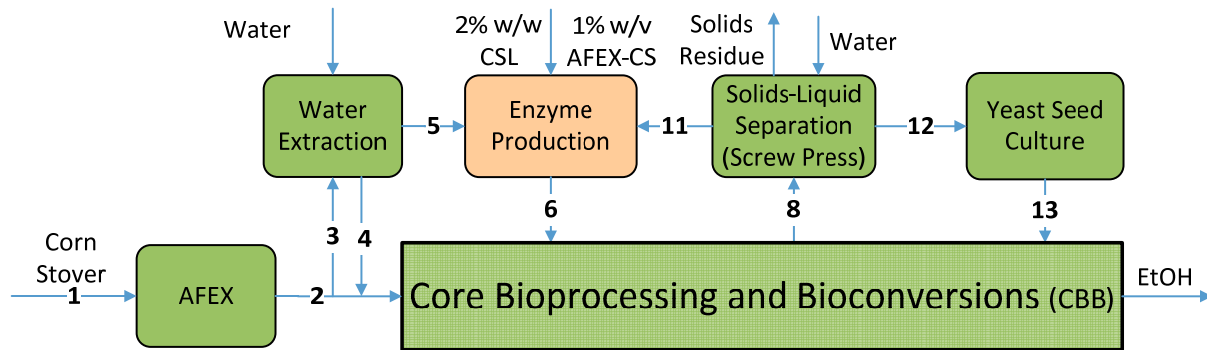 Water
2% w/w
CSL
1% w/v
AFEX-CS
Solids
Residue
Water
Water
Extraction
5
Enzyme
Production
11
Solids-Liquid
Separation
(Screw Press)
12
Yeast Seed
Culture
3
4
6
8
13
Corn
Stover
1
AFEX
2
Core Bioprocessing and Bioconversions (CBB)
EtOH